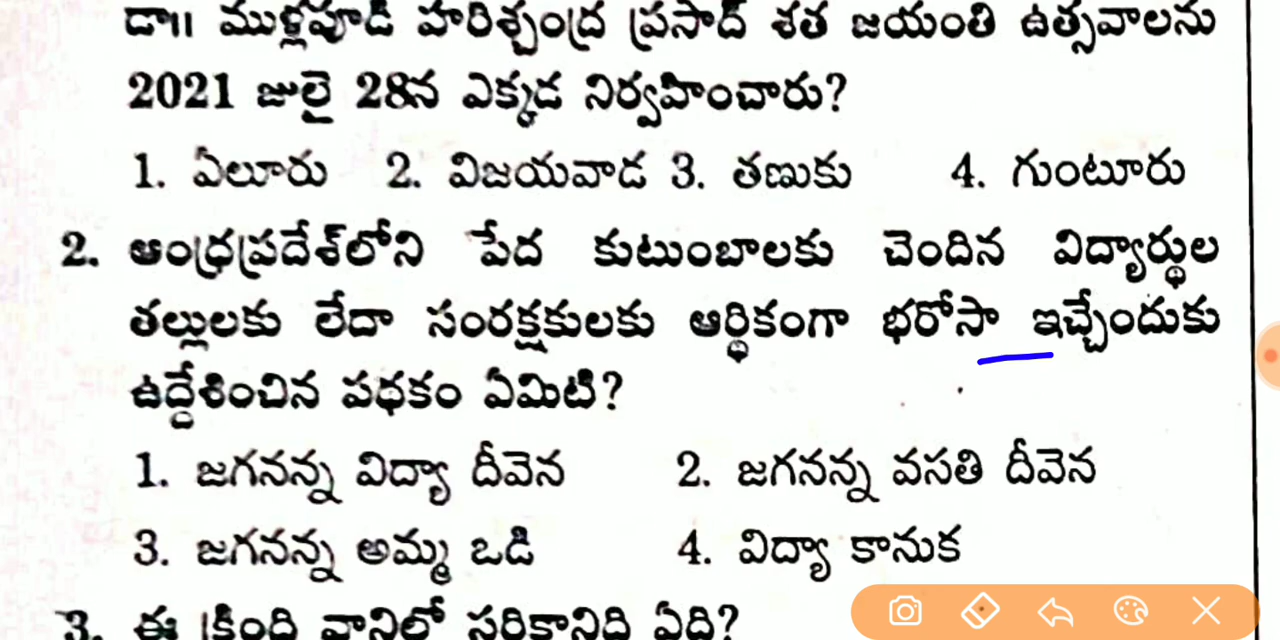 డా॥ ముళ్లపూడి హరిశ్చంద్ర ప్రసాద్ శత జయంతి ఉత్సవాలను
2021 జులై 28న ఎక్కడ నిర్వహించారు?
1. ఏలూరు 2. విజయవాడ 3. తణుకు 4. గుంటూరు
2. ఆంధ్రప్రదేశ్‌లోని పేద కుటుంబాలకు చెందిన విద్యార్థుల
తల్లులకు లేదా సంరక్షకులకు ఆర్థికంగా భరోసా ఇచ్చేందుకు
ఉద్దేశించిన పథకం ఏమిటి?
1. జగనన్న విద్యా దీవెన 2. జగనన్న వసతి దీవెన
3. జగనన్న అమ్మ ఒడి 4. విద్యా కానుక
3. ఈ క్రింది వానిలో సరికానిది ఏది?